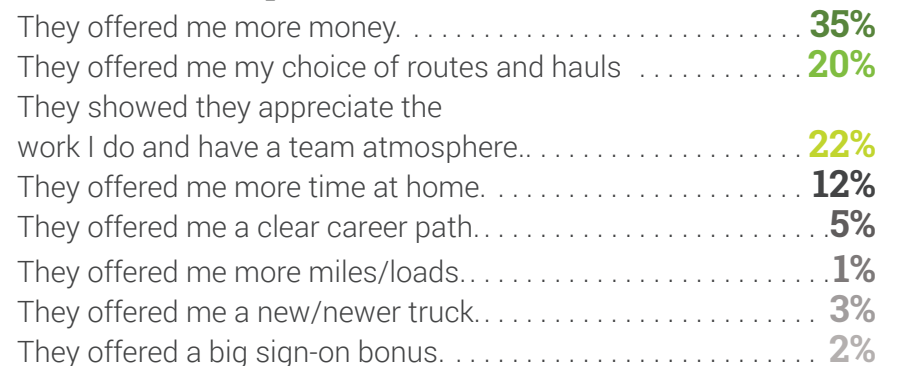 They offered me more money. . . . . . . . . . . . . . . . . . . . . . . . . . . . . 35%
They offered me my choice of routes and hauls . . . . . . . . . . . . 20%
They showed they appreciate the
work I do and have a team atmosphere.. . . . . . . . . . . . . . . . . . . . 22%
They offered me more time at home. . . . . . . . . . . . . . . . . . . . . . . 12%
They offered me a clear career path. . . . . . . . . . . . . . . . . . . . . . . .5%
They offered me more miles/loads. . . . . . . . . . . . . . . . . . . . . . . . .1%
They offered me a new/newer truck. . . . . . . . . . . . . . . . . . . . . . . . 3%
They offered a big sign-on bonus. . . . . . . . . . . . . . . . . . . . . . . . . . 2%